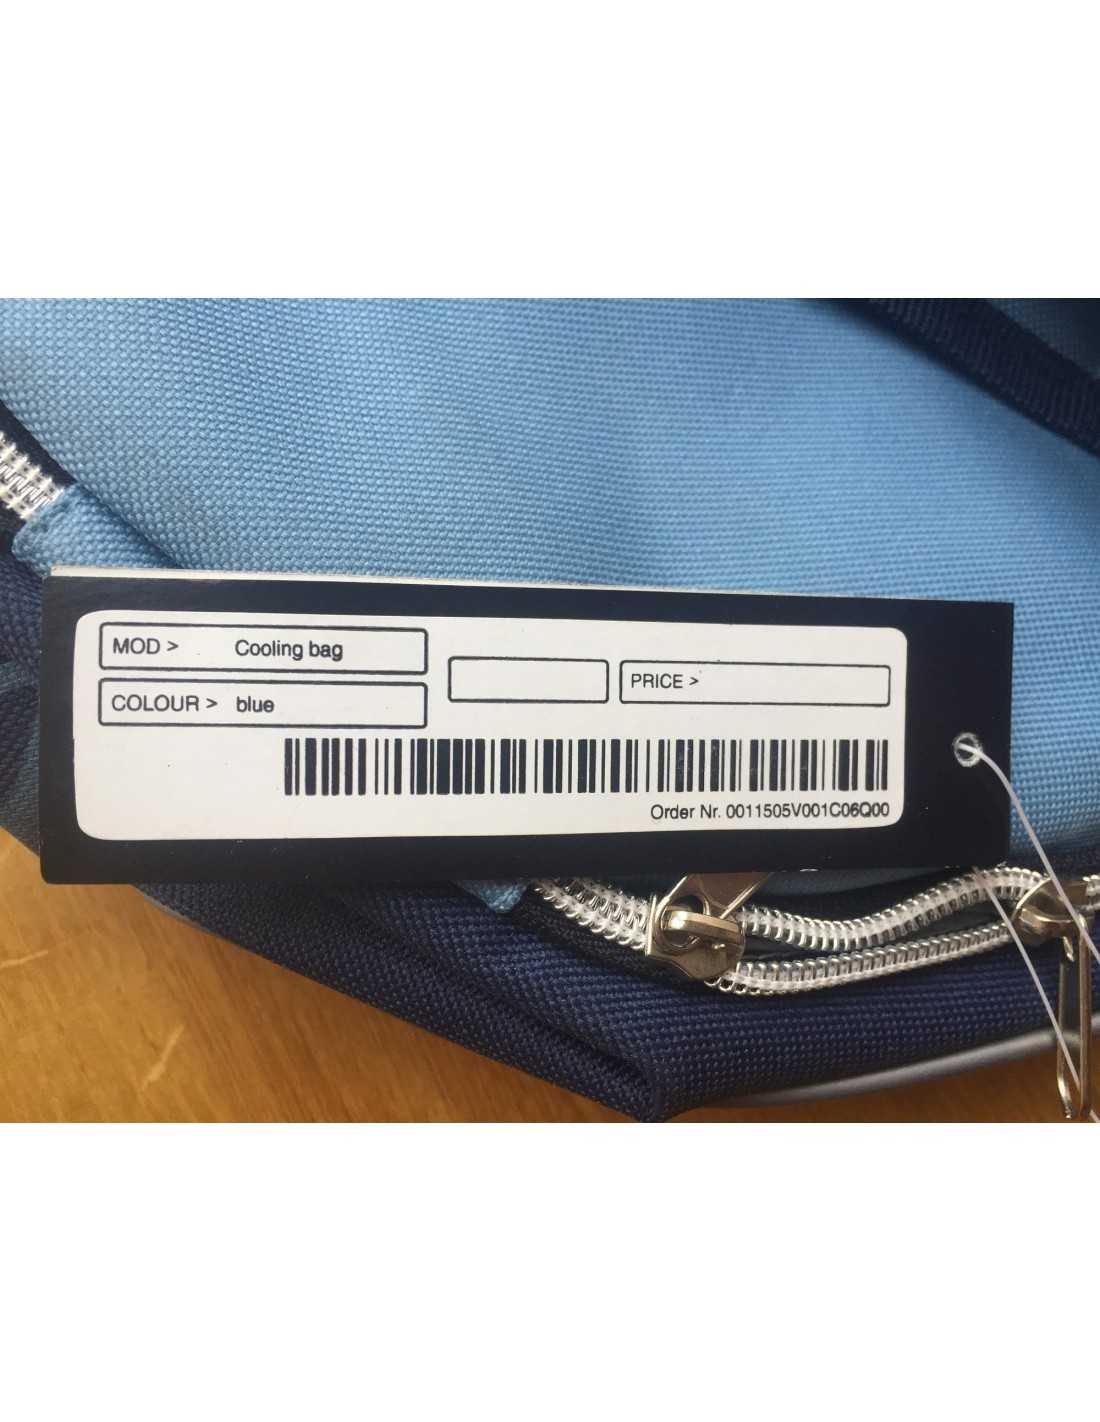 MOD > Cooling bag
COLOUR > blue
PRICE >
Order Nr. 0011505V001C06Q00